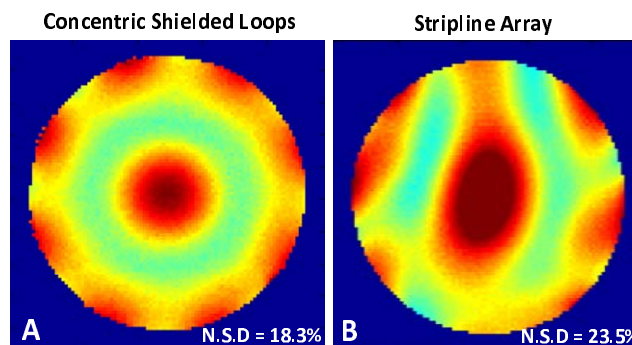 Concentric Shielded Loops
Stripline Array
A
N.S.D = 18.3%
B
N.S.D = 23.5%